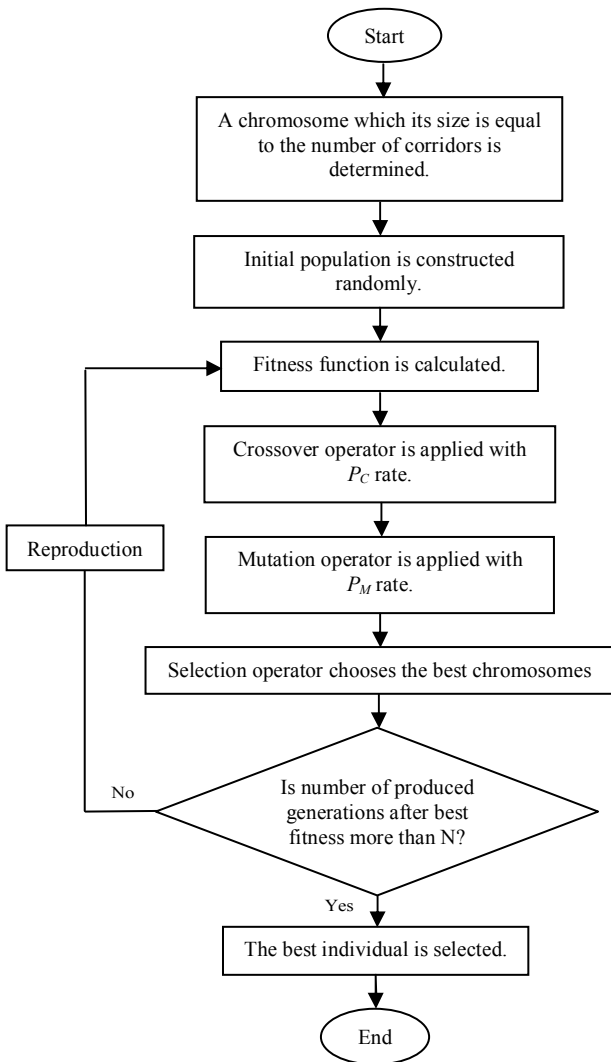 Start
A chromosome which its size is equal
to the number of corridors is
determined.
Initial population is constructed
randomly.
Fitness function is calculated.
Crossover operator is applied with
P_C rate.
Reproduction
Mutation operator is applied with
P_M rate.
Selection operator chooses the best chromosomes
No
Is number of produced
generations after best
fitness more than N?
Yes
The best individual is selected.
End